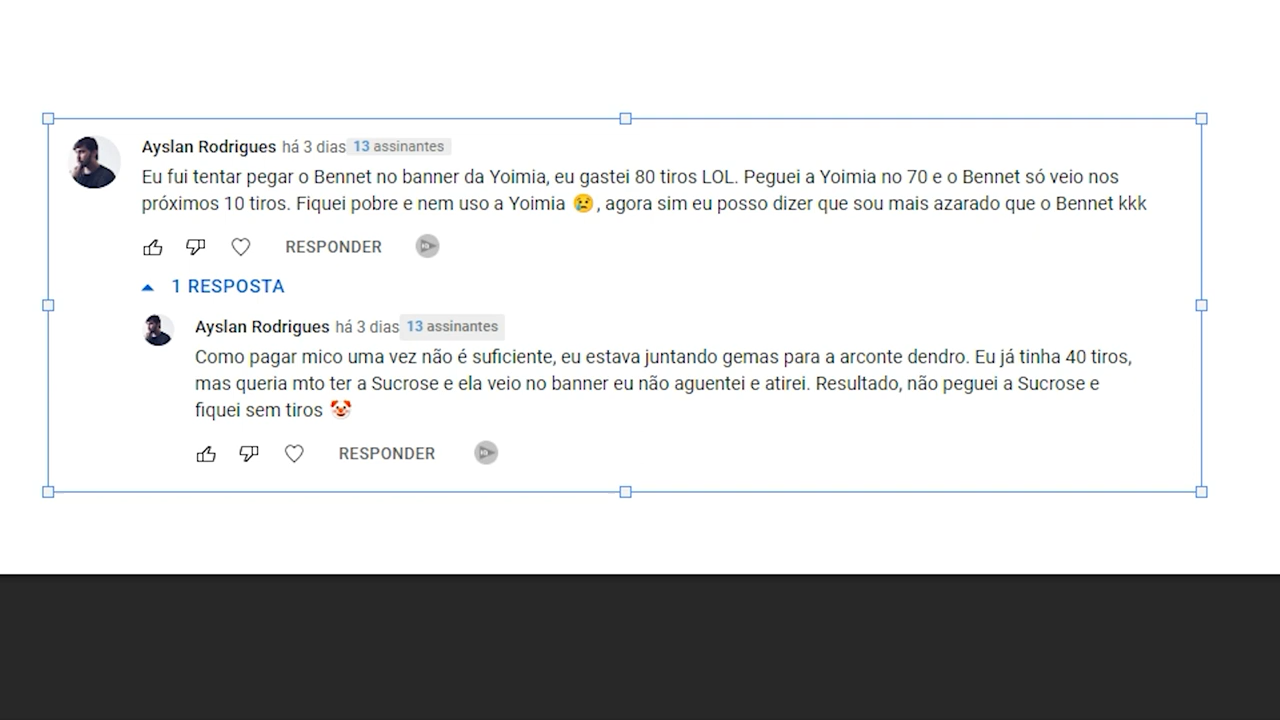 Ayslan Rodrigues há 3 dias 13 assinantes
Eu fui tentar pegar o Bennet no banner da Yoimia, eu gastei 80 tiros LOL. Peguei a Yoimia no 70 e o Bennet só veio nos
próximos 10 tiros. Fiquei pobre e nem uso a Yoimia 😢, agora sim eu posso dizer que sou mais azarado que o Bennet kkk
RESPONDER
1 RESPOSTA
Ayslan Rodrigues há 3 dias 13 assinantes
Como pagar mico uma vez não é suficiente, eu estava juntando gemas para a arconte dendro. Eu já tinha 40 tiros,
mas queria mto ter a Sucrose e ela veio no banner eu não aguentei e atirei. Resultado, não peguei a Sucrose e
fiquei sem tiros 🤡
RESPONDER